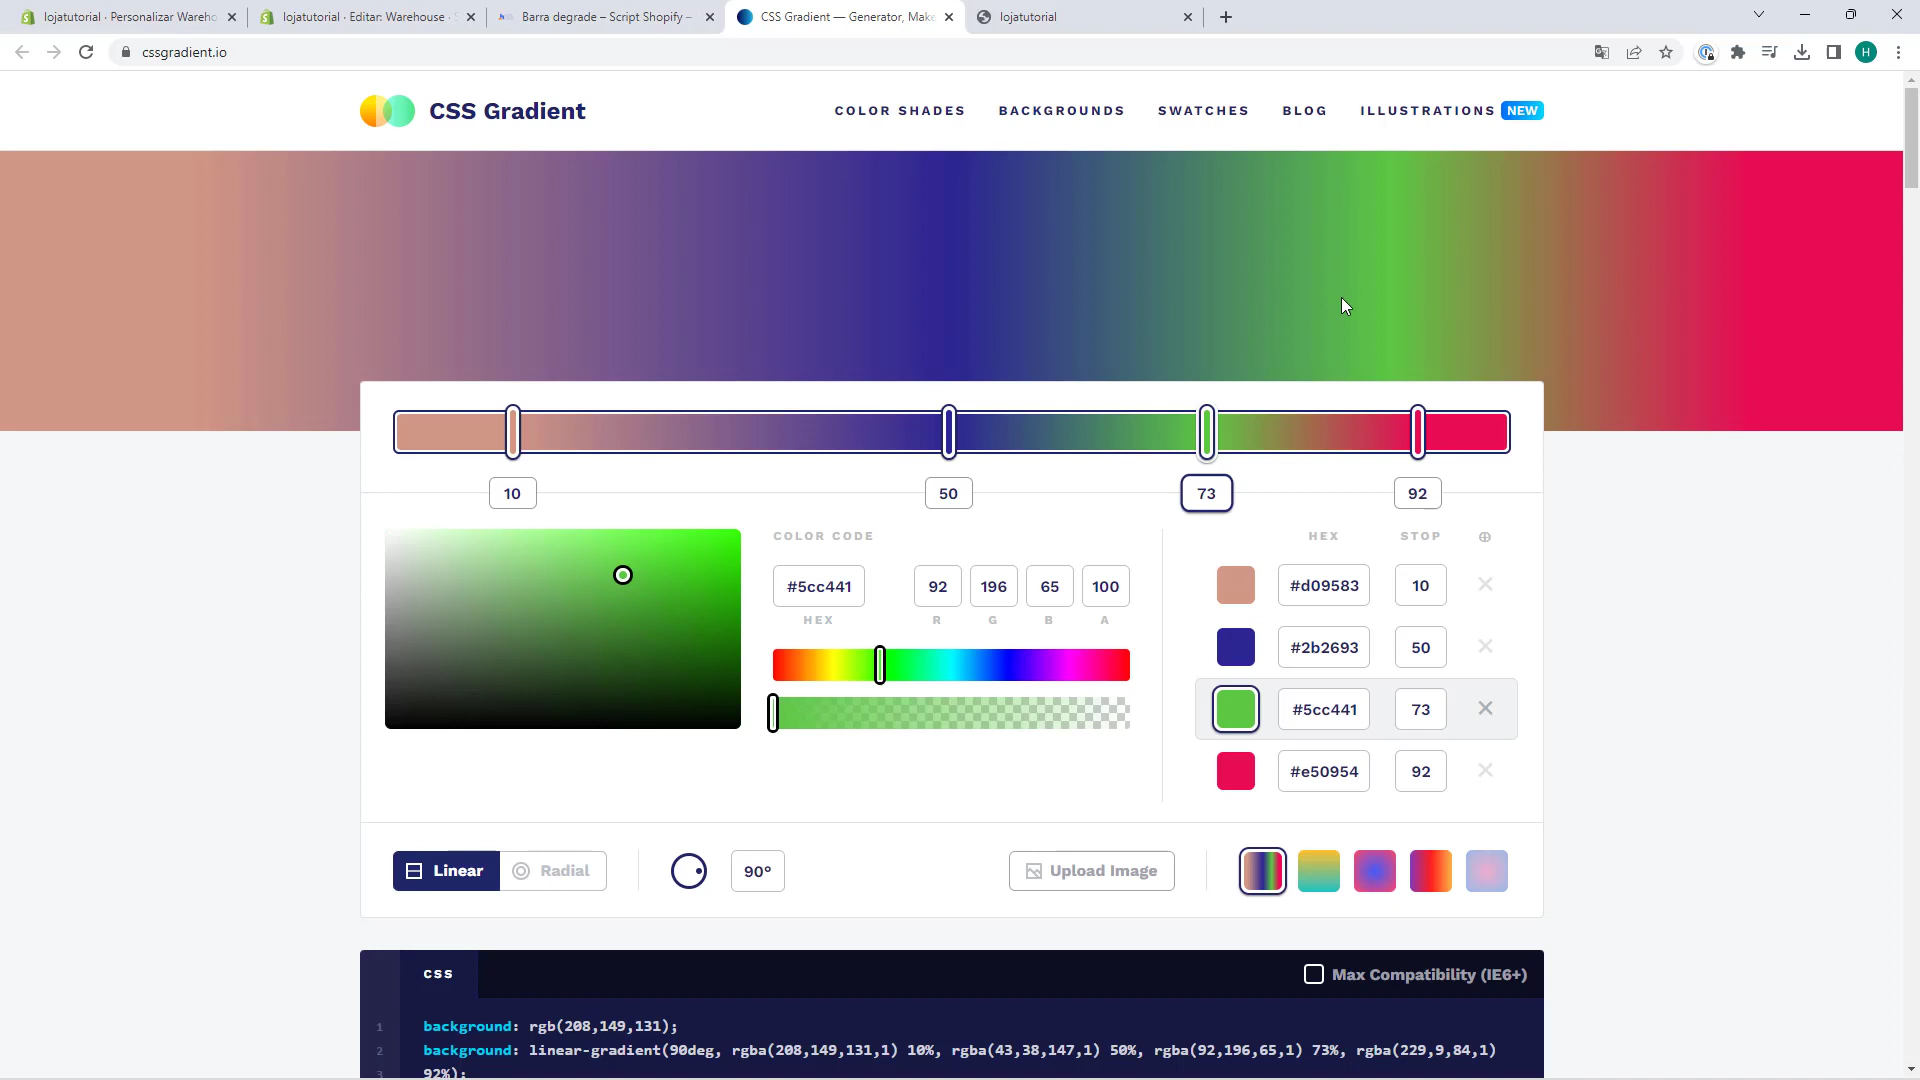 lojatutorial · Personalizar Wareho
lojatutorial · Editar: Warehouse ·
Barra degrade – Script Shopify –
CSS Gradient — Generator, Make
lojatutorial
cssgradient.io
H
CSS Gradient
COLOR SHADES
BACKGROUNDS
SWATCHES
BLOG
ILLUSTRATIONS NEW
10
50
73
92
COLOR CODE
#5cc441
92
196
65
100
HEX
R
G
B
A
HEX
STOP
#d09583
10
#2b2693
50
#5cc441
73
#e50954
92
Linear
Radial
90°
Upload Image
css
Max Compatibility (IE6+)
1 background: rgb(208,149,131);
2 background: linear-gradient(90deg, rgba(208,149,131,1) 10%, rgba(43,38,147,1) 50%, rgba(92,196,65,1) 73%, rgba(229,9,84,1)
3 92%);